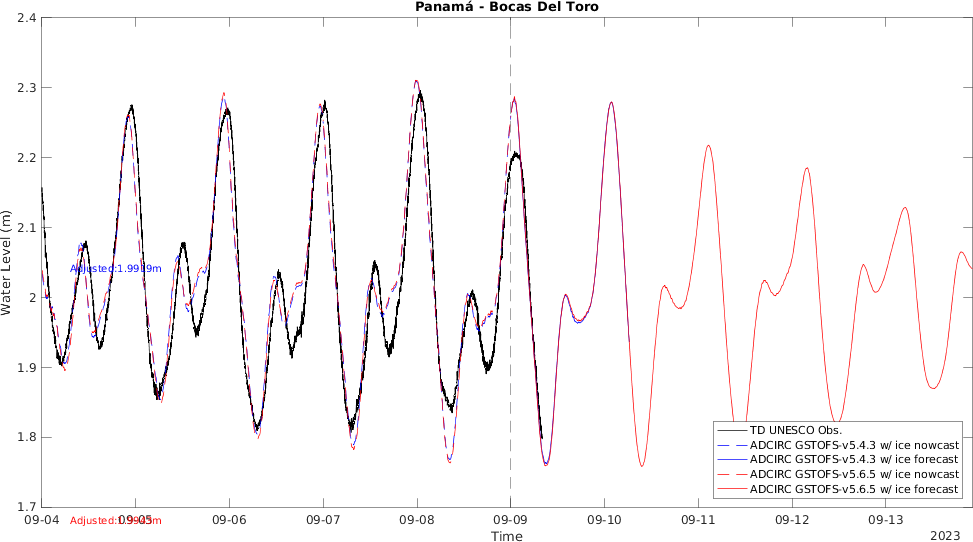 Panamá - Bocas Del Toro
Water Level (m)
2.4
2.3
2.2
2.1
2
1.9
1.8
1.7
Adjusted:1.9919m
TD UNESCO Obs.
ADCIRC GSTOFS-v5.4.3 w/ ice nowcast
ADCIRC GSTOFS-v5.4.3 w/ ice forecast
ADCIRC GSTOFS-v5.6.5 w/ ice nowcast
ADCIRC GSTOFS-v5.6.5 w/ ice forecast
09-04 09-05 09-06 09-07 09-08 09-09 09-10 09-11 09-12 09-13
Time
2023